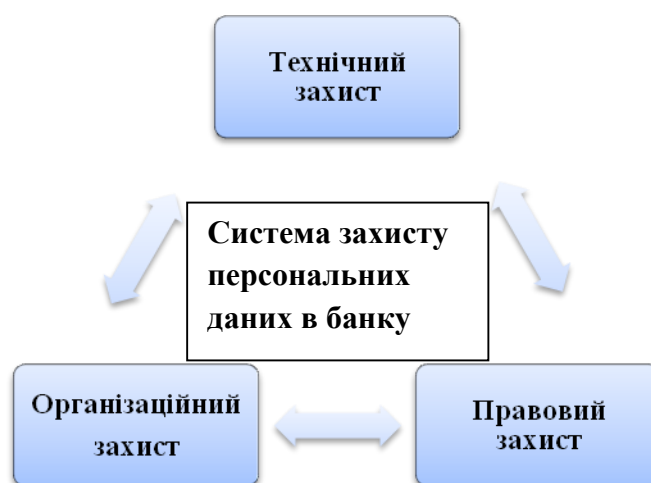 Технічний
захист
Система захисту
персональних
даних в банку
Організаційний
захист
Правовий
захист